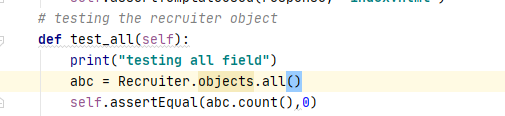 # testing the recruiter object
def test_all(self):
print("testing all field")
abc = Recruiter.objects.all()
self.assertEqual(abc.count(),0)